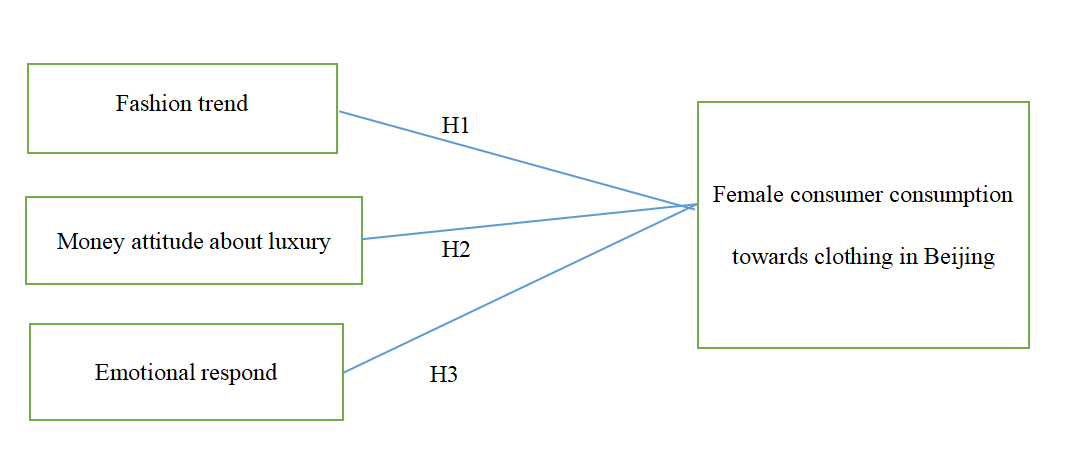 Fashion trend
H1
Money attitude about luxury
H2
Emotional respond
H3
Female consumer consumption
towards clothing in Beijing